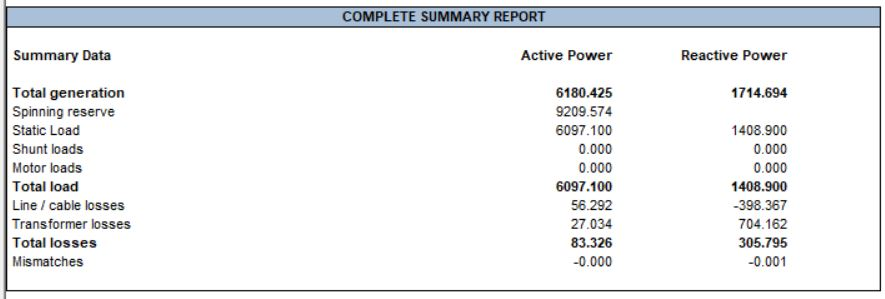 COMPLETE SUMMARY REPORT
Summary Data Active Power Reactive Power
Total generation 6180.425 1714.694
Spinning reserve 9209.574
Static Load 6097.100 1408.900
Shunt loads 0.000 0.000
Motor loads 0.000 0.000
Total load 6097.100 1408.900
Line / cable losses 56.292 -398.367
Transformer losses 27.034 704.162
Total losses 83.326 305.795
Mismatches -0.000 -0.001